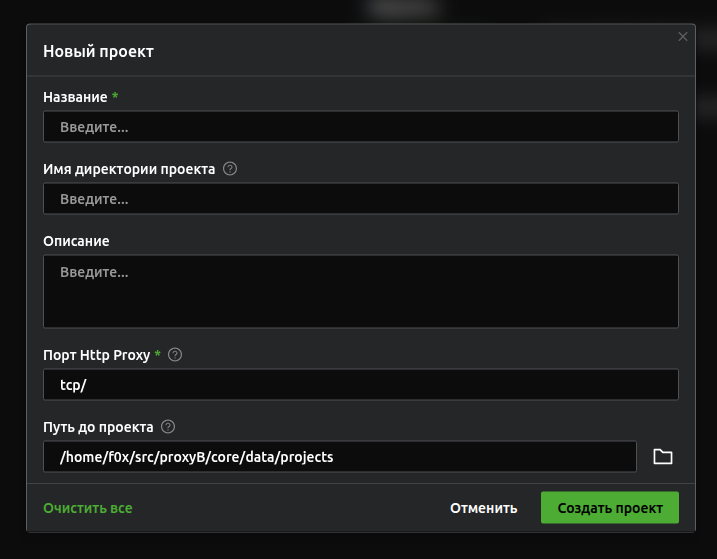 Новый проект
Название *
Введите...
Имя директории проекта ?
Введите...
Описание
Введите...
Порт Http Proxy * ?
tcp/
Путь до проекта ?
/home/f0x/src/proxyB/core/data/projects
Очистить все Отменить Создать проект